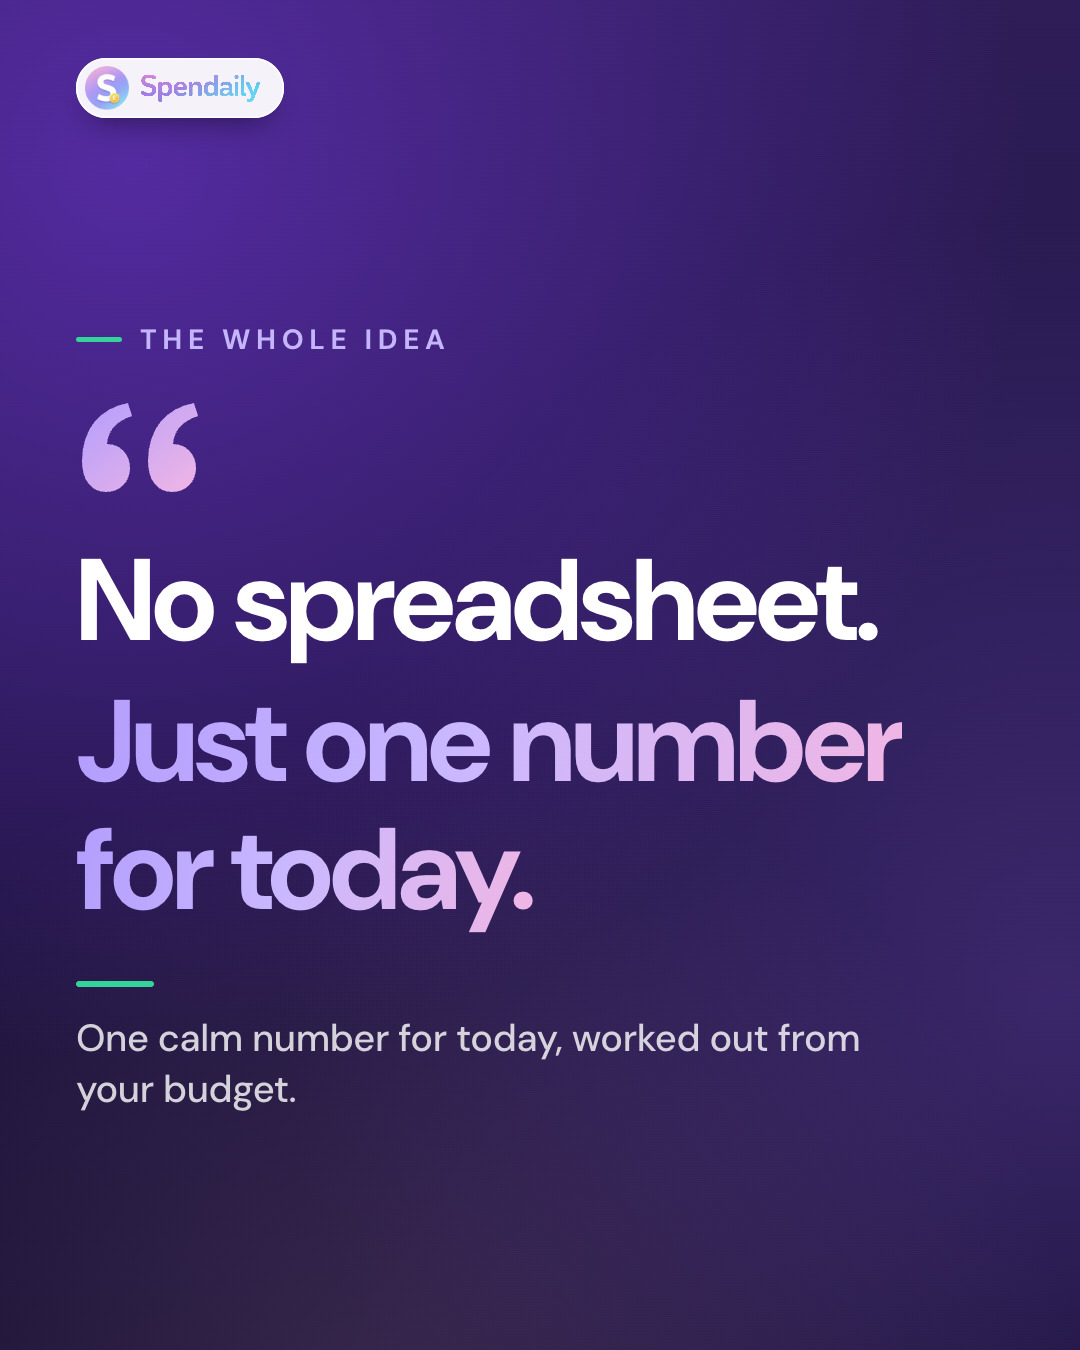 Spendaily
THE WHOLE IDEA
“
No spreadsheet.
Just one number
for today.
One calm number for today, worked out from
your budget.